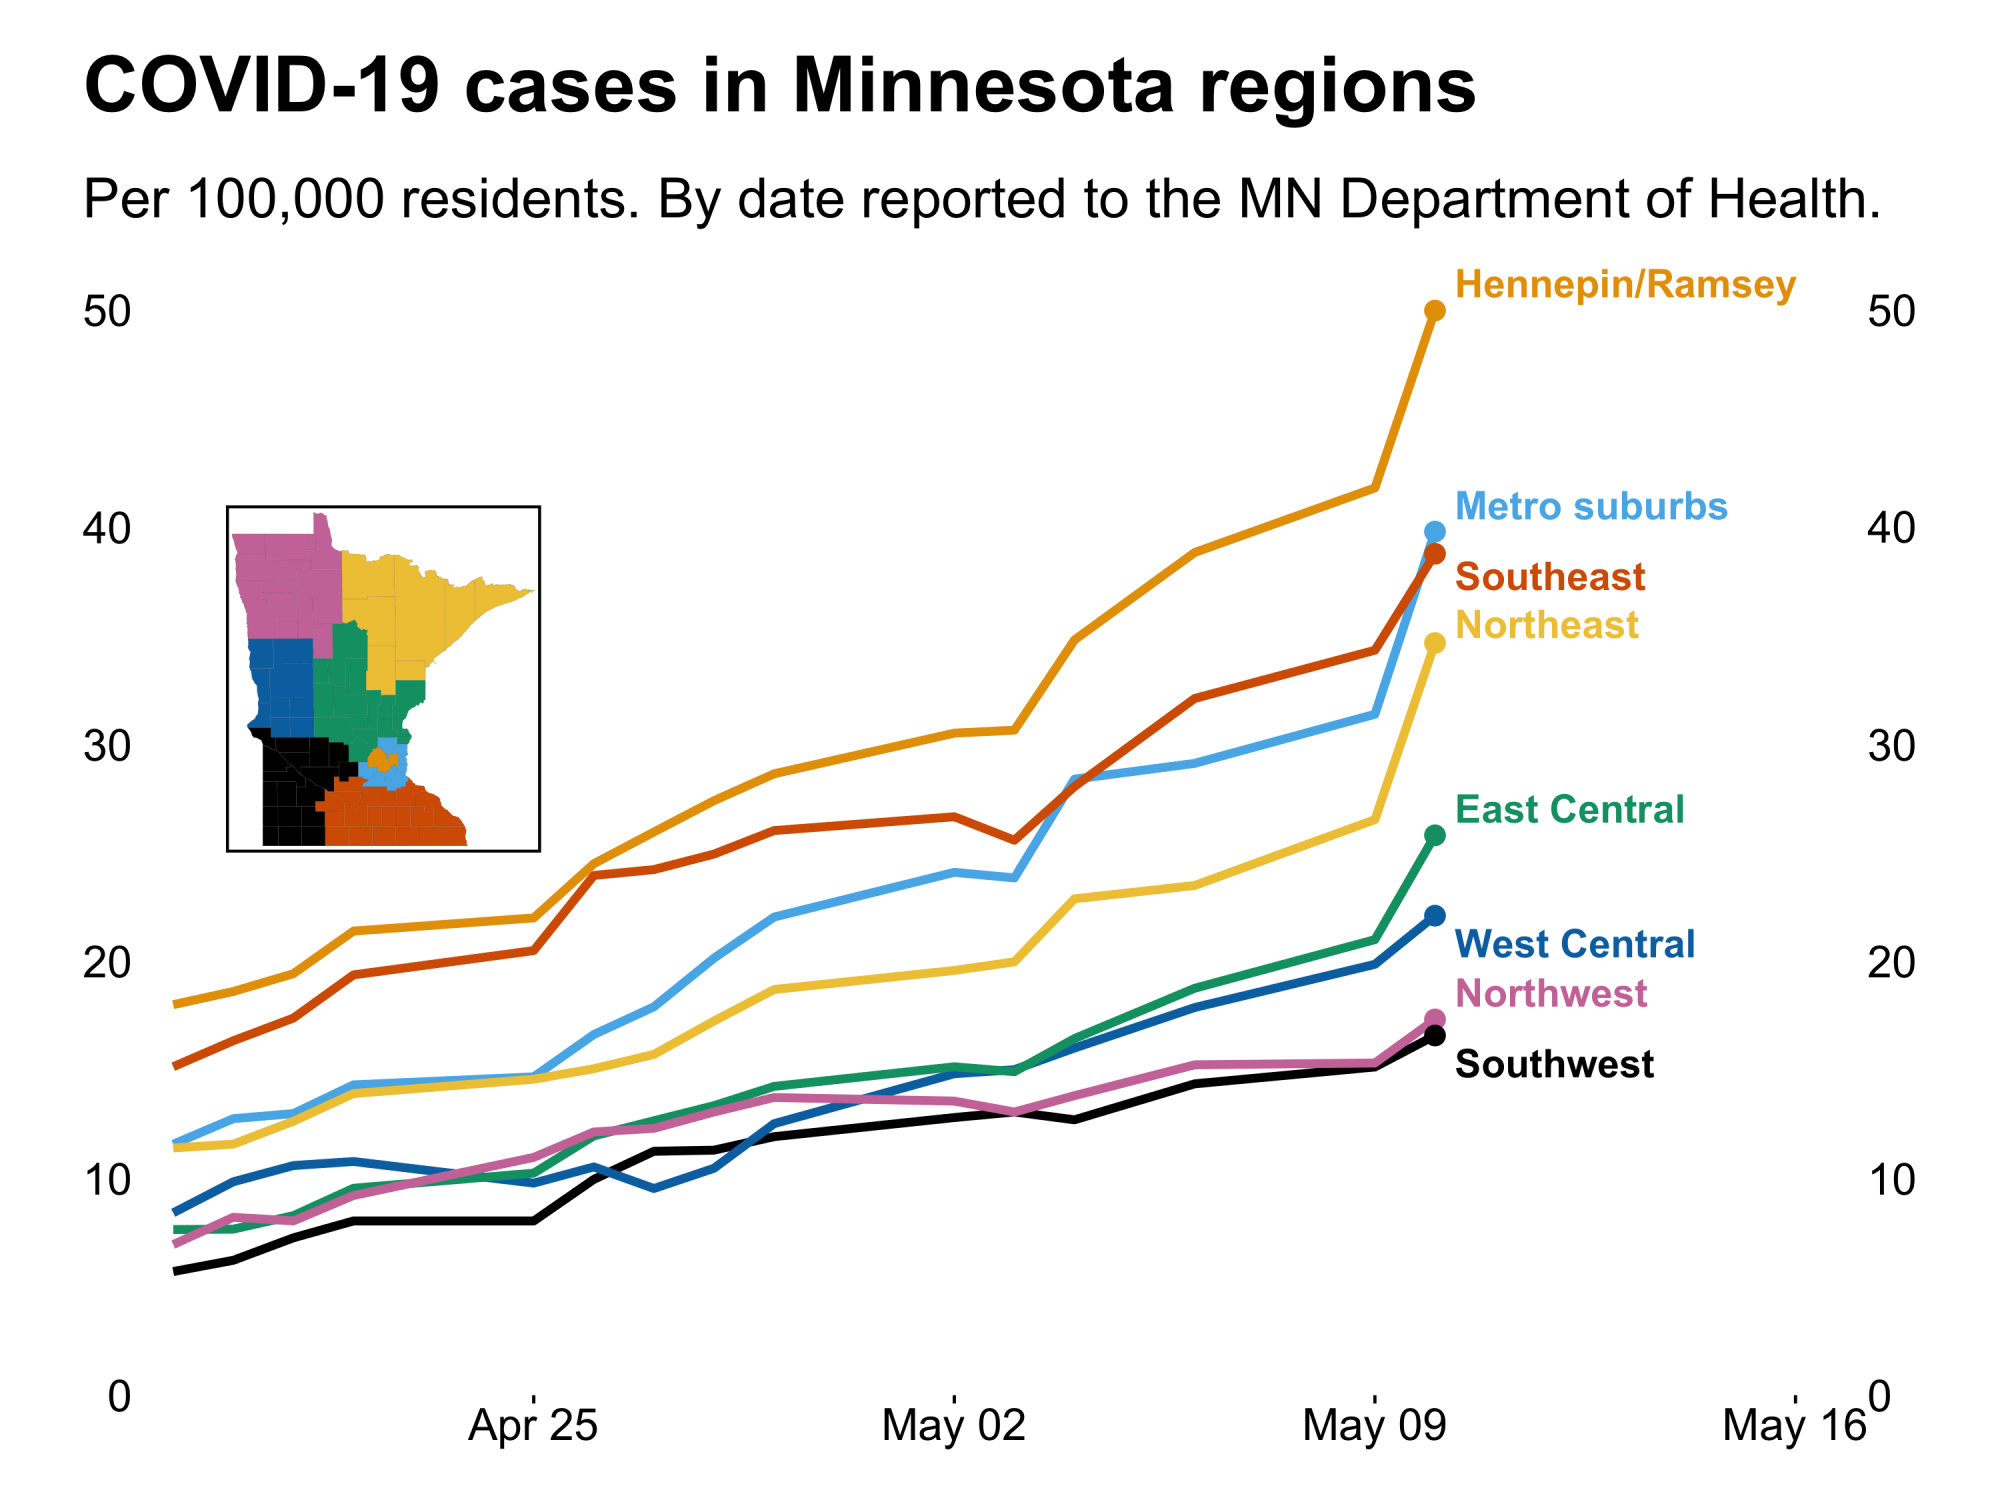 COVID-19 cases in Minnesota regions
Per 100,000 residents. By date reported to the MN Department of Health.
Hennepin/Ramsey
50
50
Metro suburbs
40
40
Southeast
Northeast
30
30
East Central
West Central
20
20
Northwest
Southwest
10
10
0
0
Apr 25
May 02
May 09
May 16